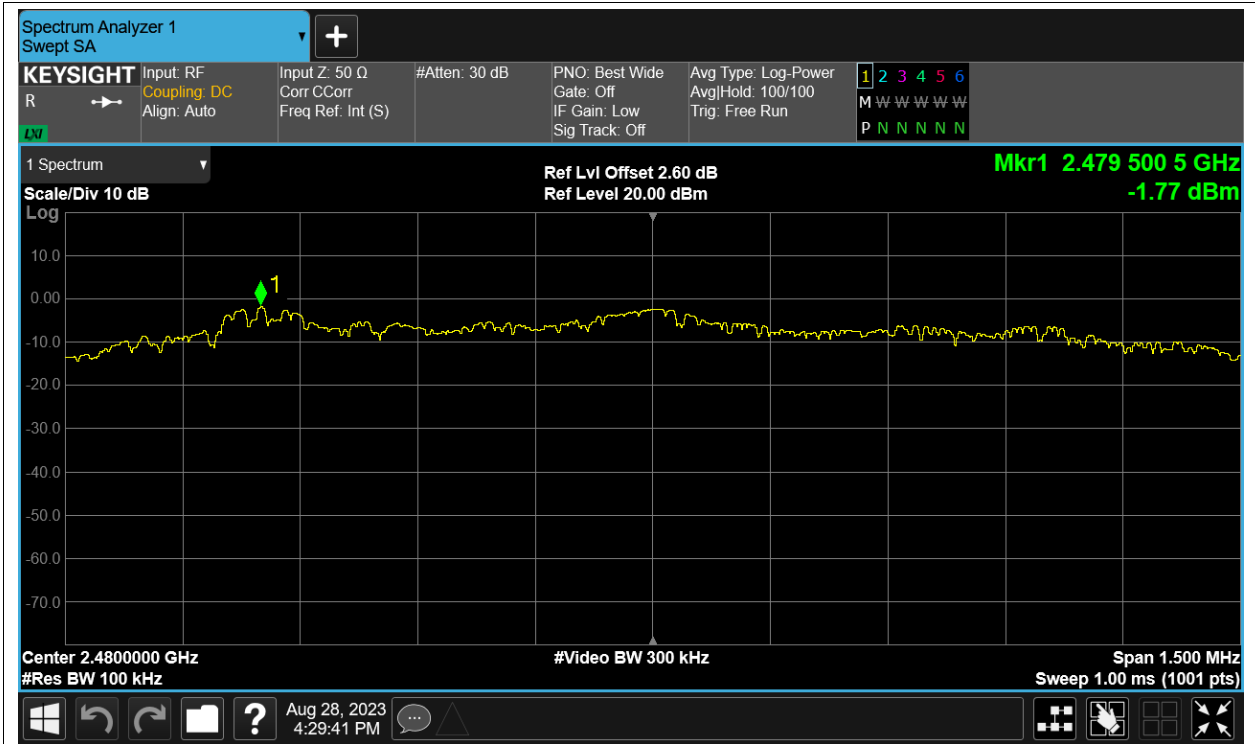 Spectrum Analyzer 1
Swept SA
KEYSIGHT
R
LXI
Input: RF
Coupling: DC
Align: Auto
Input Z: 50 Ω
Corr CCorr
Freq Ref: Int (S)
#Atten: 30 dB
PNO: Best Wide
Gate: Off
IF Gain: Low
Sig Track: Off
Avg Type: Log-Power
Avg|Hold: 100/100
Trig: Free Run
1 2 3 4 5 6
M W W W W W
P N N N N N
1 Spectrum
Scale/Div 10 dB
Log
Ref Lvl Offset 2.60 dB
Ref Level 20.00 dBm
Mkr1 2.479 500 5 GHz
-1.77 dBm
1
10.0
0.00
-10.0
-20.0
-30.0
-40.0
-50.0
-60.0
-70.0
Center 2.4800000 GHz
#Res BW 100 kHz
#Video BW 300 kHz
Span 1.500 MHz
Sweep 1.00 ms (1001 pts)
?
Aug 28, 2023
4:29:41 PM